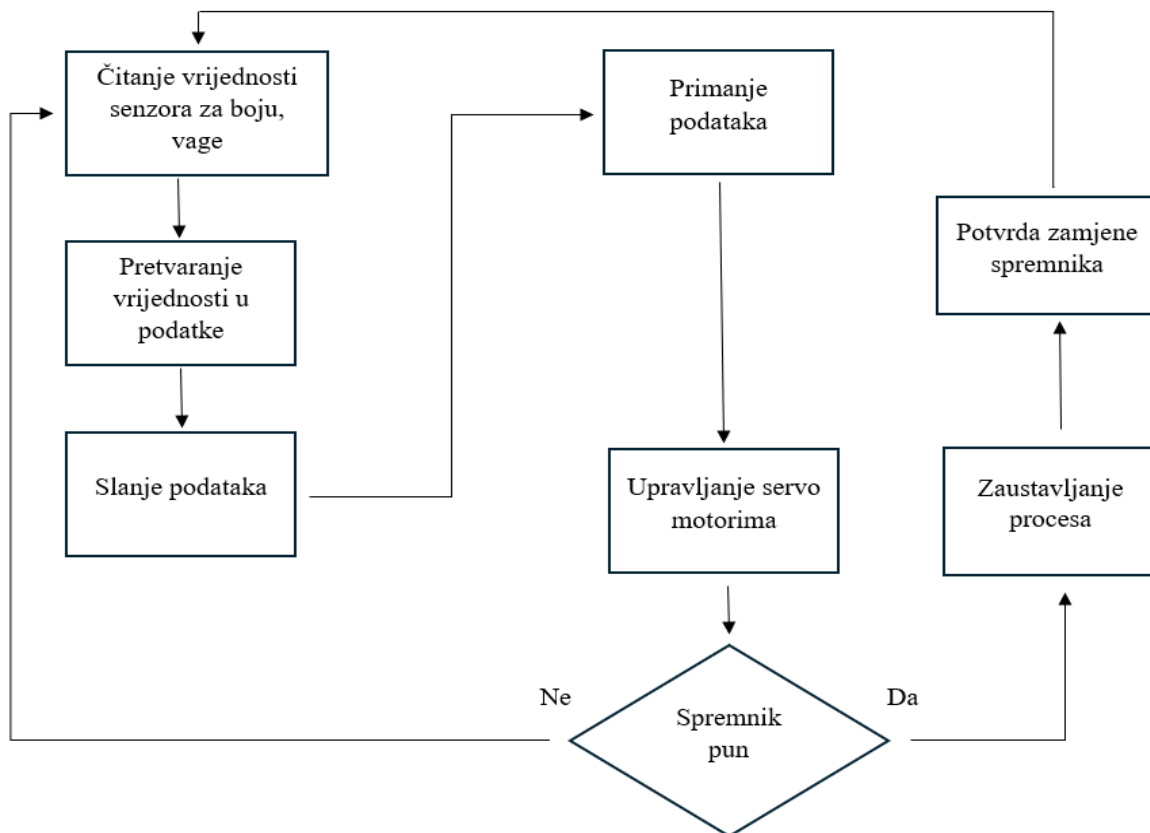 Čitanje vrijednosti
senzora za boju,
vage
Pretvaranje
vrijednosti u
podatke
Slanje podataka
Primanje
podataka
Upravljanje servo
motorima
Spremnik
pun
Ne
Da
Zaustavljanje
procesa
Potvrda zamjene
spremnika